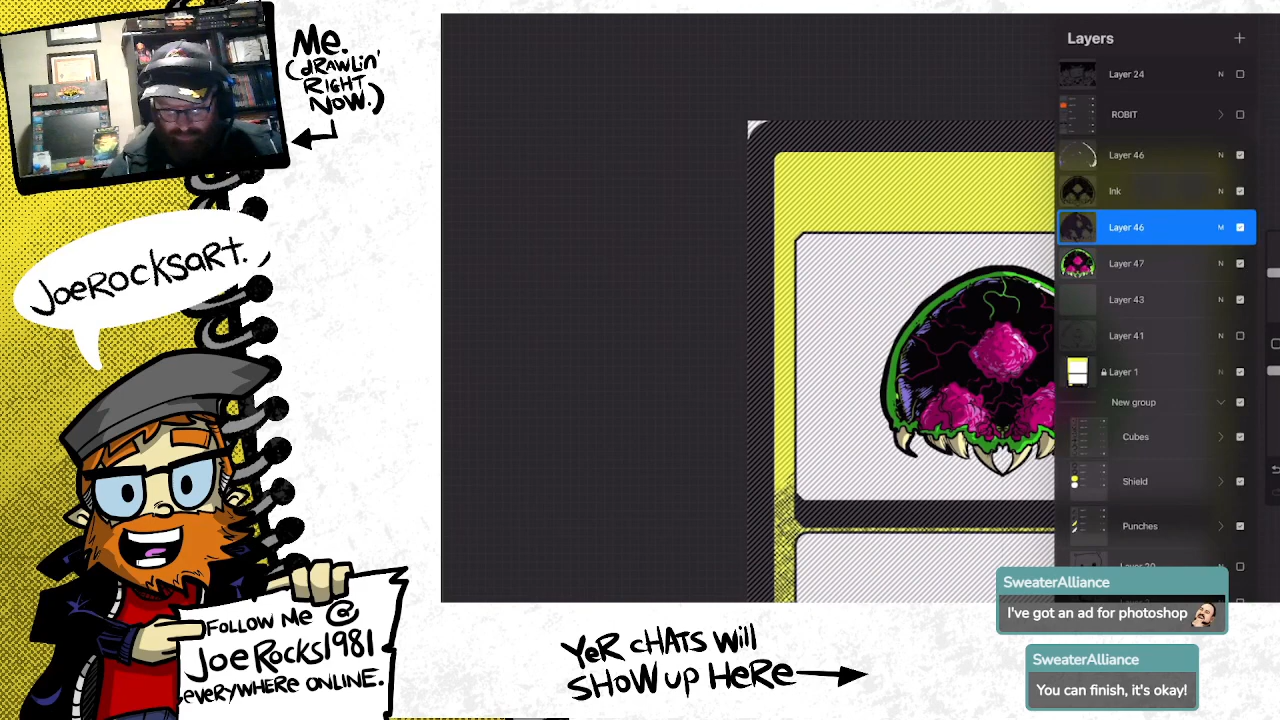 Me.
(drawlin'
right
now.)
Joerocksart.
Follow me @
JoeRocks1981
everywhere online.
Layers +
Layer 24 N
ROBIT
Layer 46 N
Ink N
Layer 46 M
Layer 47 N
Layer 43 N
Layer 41 N
Layer 1 N
New group
Cubes
Shield
Punches
SweaterAlliance
I've got an ad for photoshop
SweaterAlliance
You can finish, it's okay!
Yer chats will
show up here